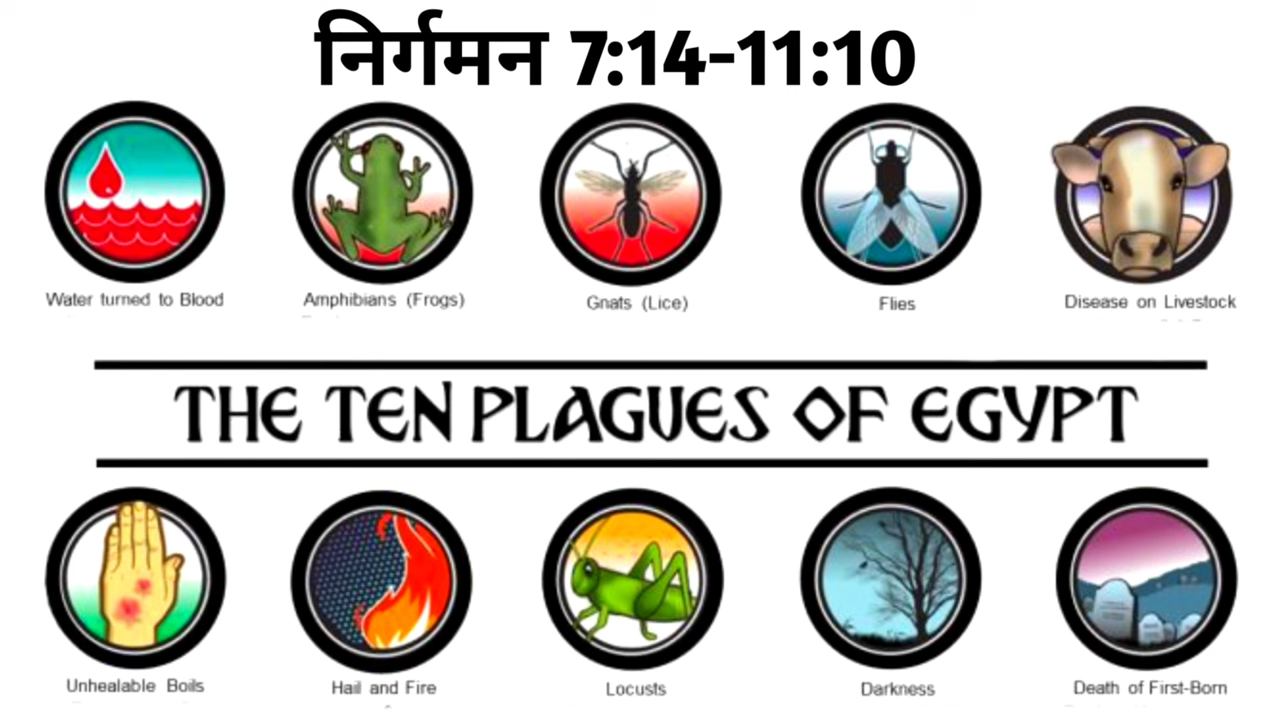 निर्गमन 7:14-11:10
Water turned to Blood
Amphibians (Frogs)
Gnats (Lice)
Flies
Disease on Livestock
THE TEN PLAGUES OF EGYPT
Unhealable Boils
Hail and Fire
Locusts
Darkness
Death of First-Born